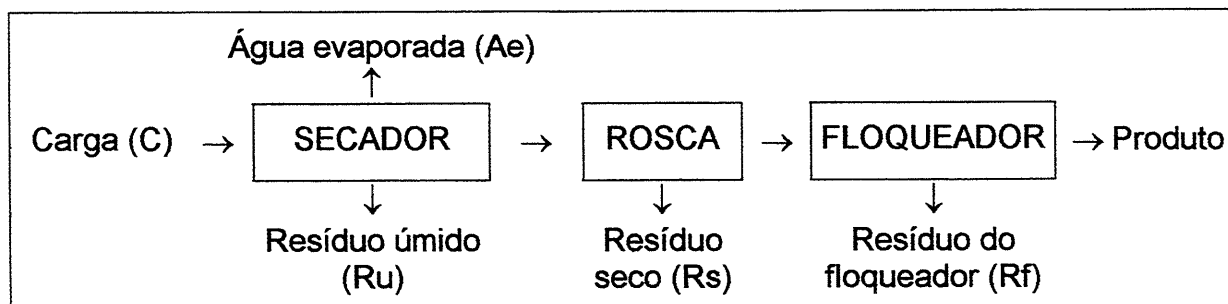 Água evaporada (Ae)
↑
Carga (C) → SECADOR → ROSCA → FLOQUEADOR → Produto
↓ ↓ ↓
Resíduo úmido Resíduo Resíduo do
(Ru) seco (Rs) floqueador (Rf)